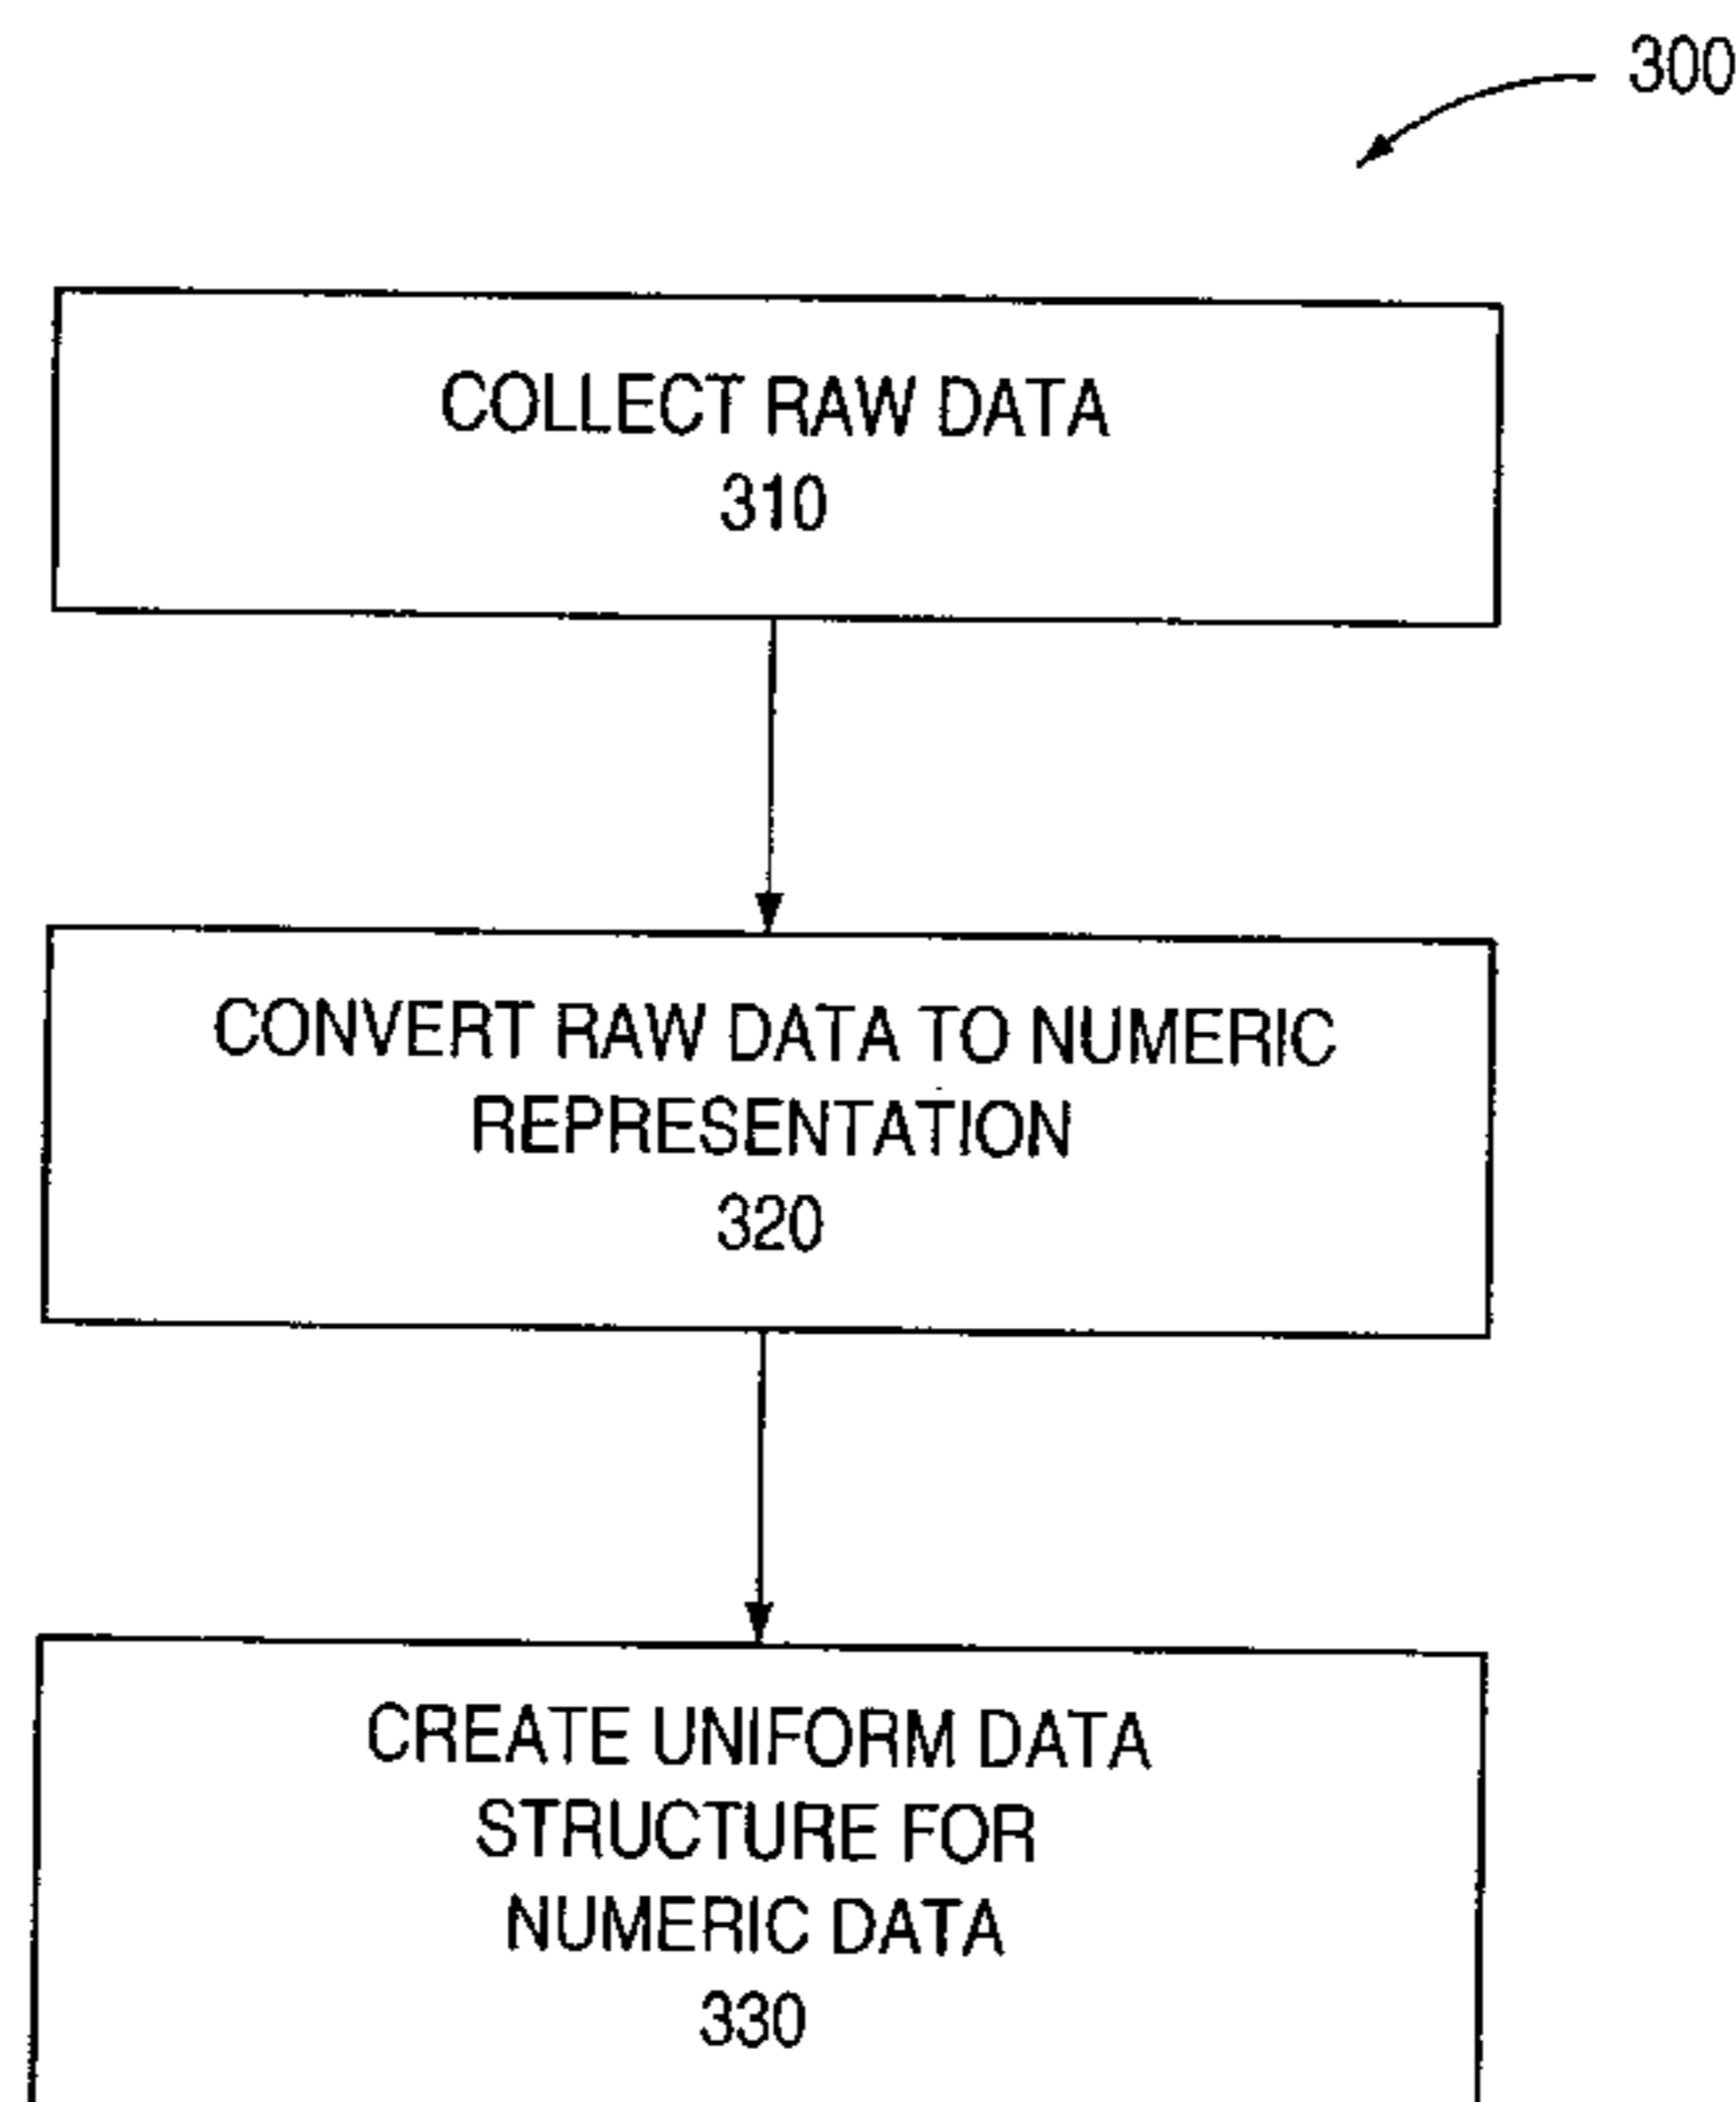 300
COLLECT RAW DATA
310
CONVERT RAW DATA TO NUMERIC
REPRESENTATION
320
CREATE UNIFORM DATA
STRUCTURE FOR
NUMERIC DATA
330